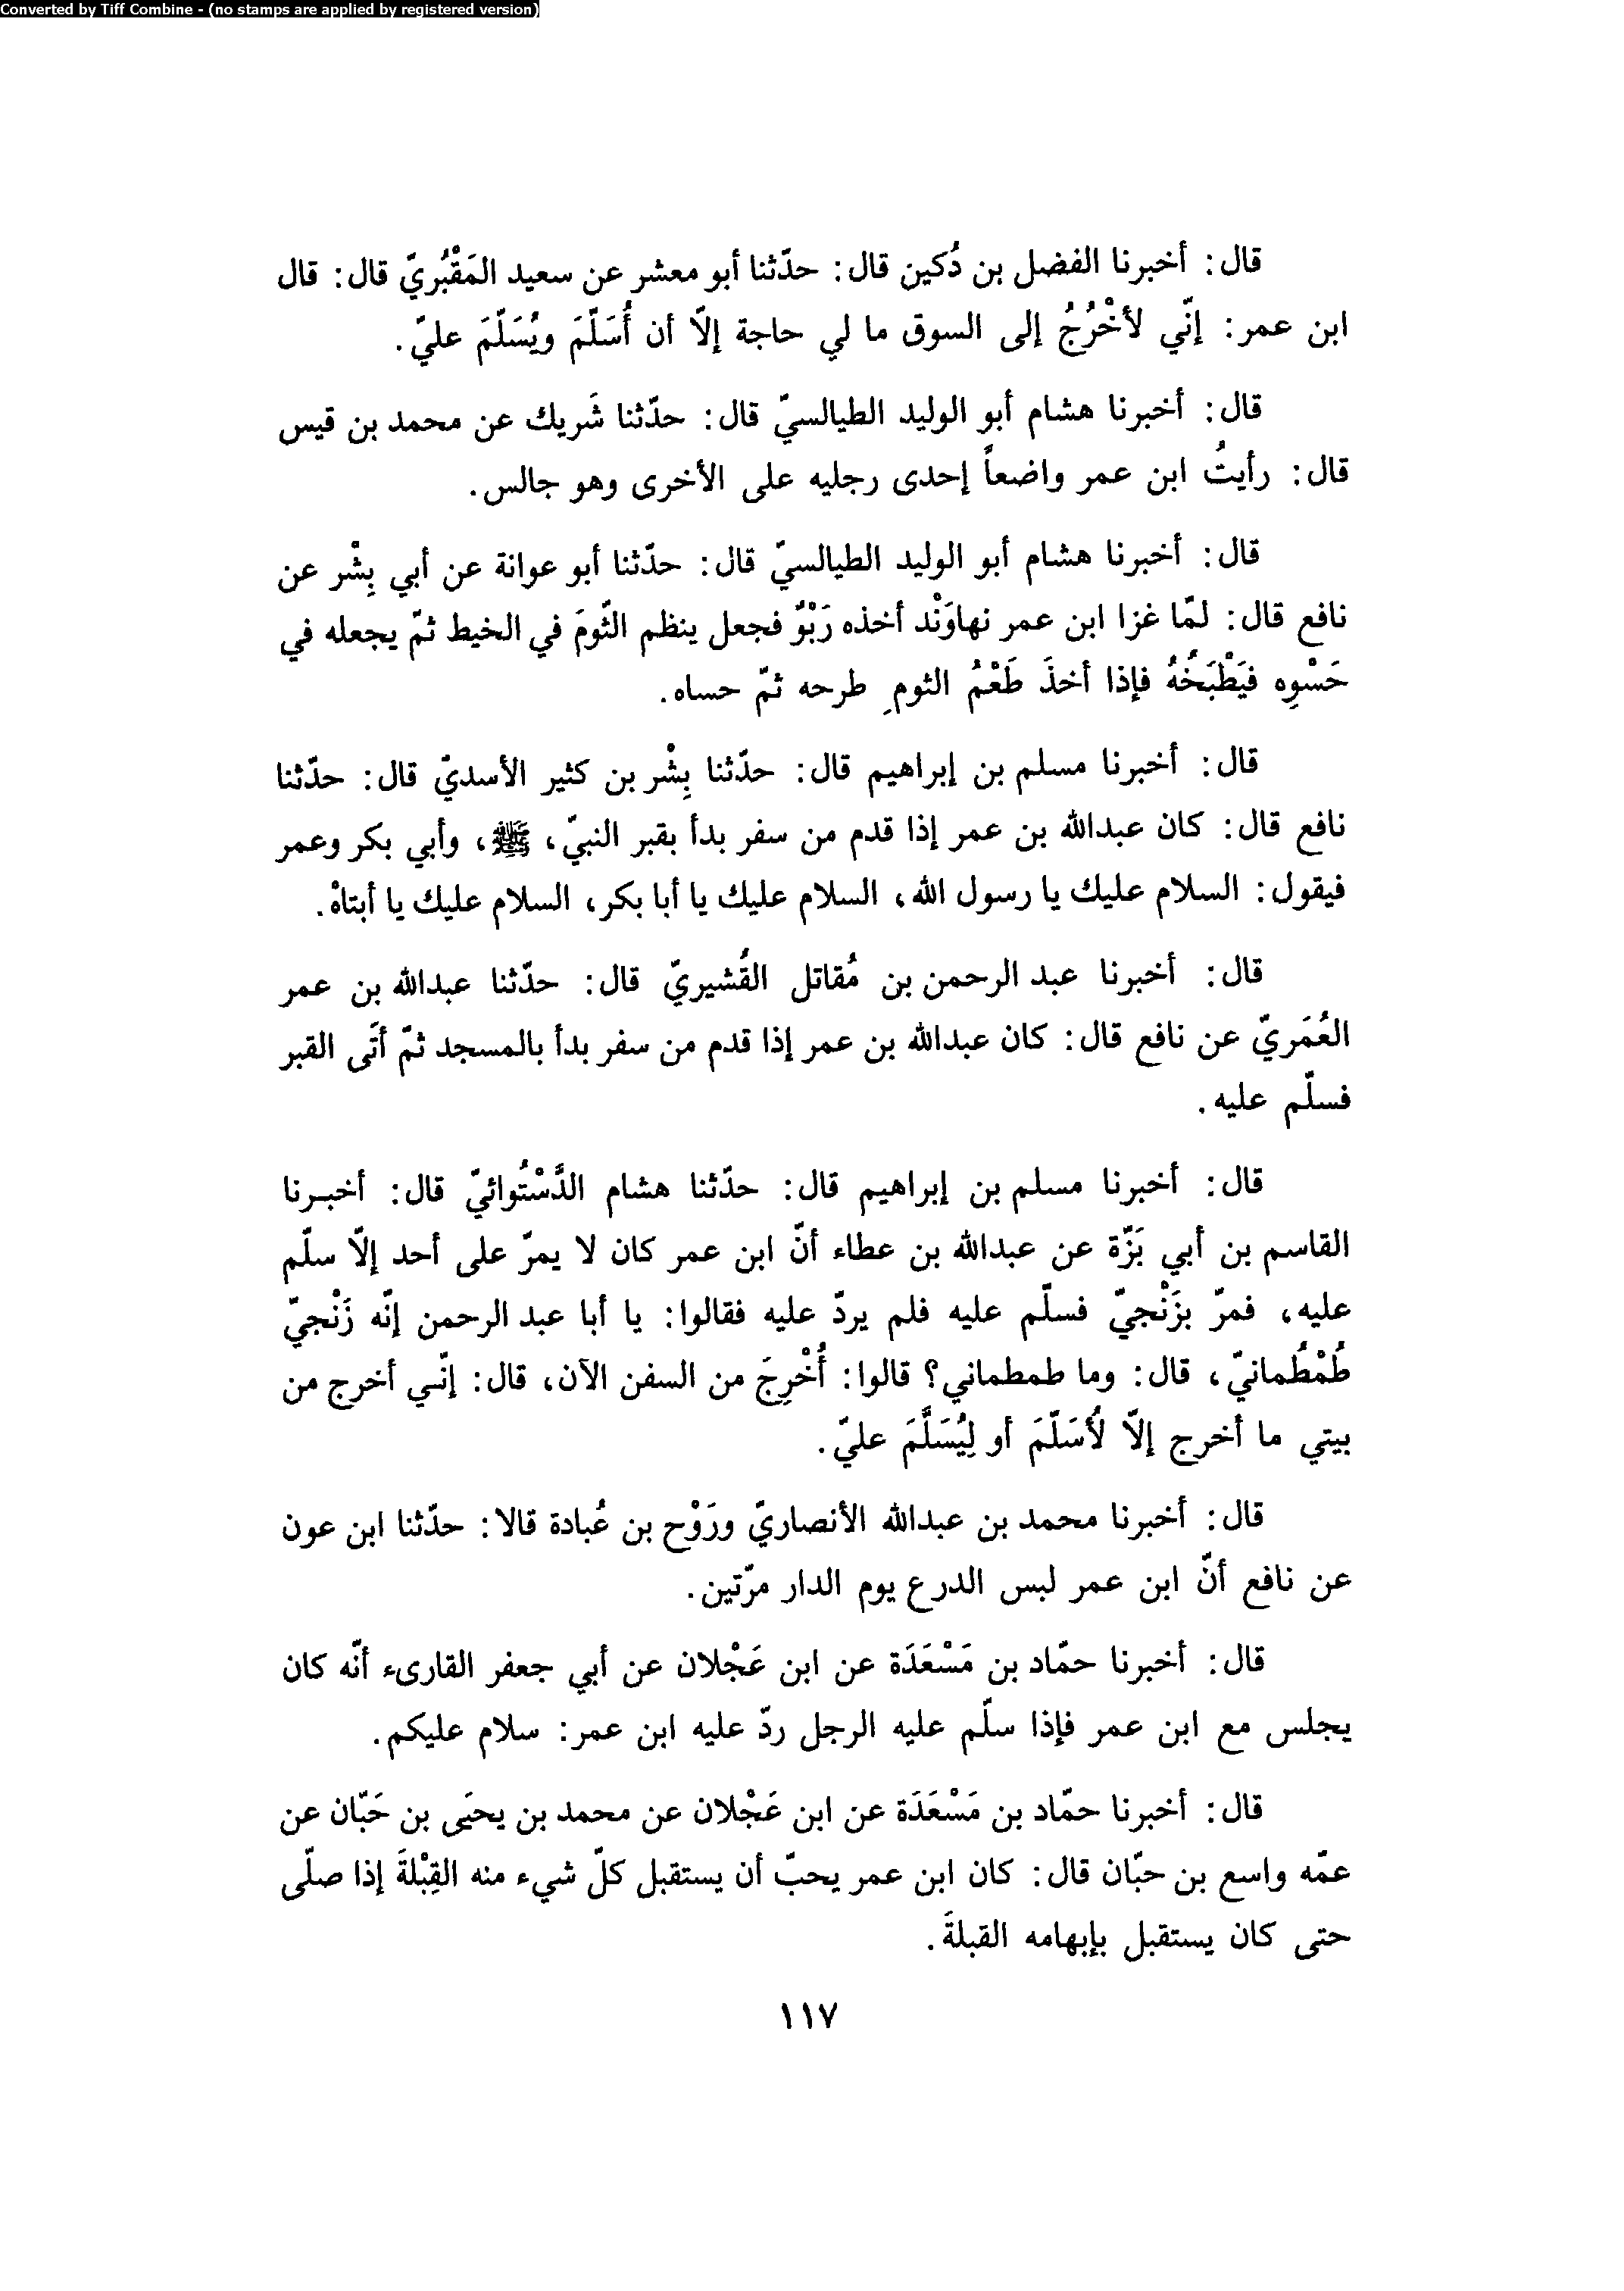 Converted by Tiff Combine - (no stamps are applied by registered version)
قال: أخبرنا الفضل بن دُكين قال: حدّثنا أبو معشر عن سعيد المَقْبُريّ قال: قال
ابن عمر: إنّي لأخْرُجُ إلى السوق ما لي حاجة إلاّ أن أُسَلّمَ ويُسَلّمَ عليّ.
قال: أخبرنا هشام أبو الوليد الطيالسيّ قال: حدّثنا شَريك عن محمد بن قيس
قال: رأيتُ ابن عمر واضعاً إحدى رجليه على الأخرى وهو جالس.
قال: أخبرنا هشام أبو الوليد الطيالسيّ قال: حدّثنا أبو عوانة عن أبي بِشْر عن
نافع قال: لمّا غزا ابن عمر نهاوَنْد أخذه رَبْوٌ فجعل ينظم الثّومَ في الخيط ثمّ يجعله في
حَسْوِه فيَطْبَخُهُ فإذا أخذَ طَعْمُ الثومِ طرحه ثمّ حساه.
قال: أخبرنا مسلم بن إبراهيم قال: حدّثنا بِشْر بن كثير الأسديّ قال: حدّثنا
نافع قال: كان عبدالله بن عمر إذا قدم من سفر بدأ بقبر النبيّ، ﷺ، وأبي بكر وعمر
فيقول: السلام عليك يا رسول الله، السلام عليك يا أبا بكر، السلام عليك يا أبتاهْ.
قال: أخبرنا عبد الرحمن بن مُقاتل القُشيريّ قال: حدّثنا عبدالله بن عمر
العُمَريّ عن نافع قال: كان عبدالله بن عمر إذا قدم من سفر بدأ بالمسجد ثمّ أتَى القبر
فسلّم عليه.
قال: أخبرنا مسلم بن إبراهيم قال: حدّثنا هشام الدَّسْتُوائيّ قال: أخبرنا
القاسم بن أبي بَزّة عن عبدالله بن عطاء أنّ ابن عمر كان لا يمرّ على أحد إلاّ سلّم
عليه، فمرّ بزَنْجيّ فسلّم عليه فلم يردّ عليه فقالوا: يا أبا عبد الرحمن إنّه زَنْجيّ
طُمْطُمانيّ، قال: وما طمطماني؟ قالوا: أُخْرِجَ من السفن الآن، قال: إنّي أخرج من
بيتي ما أخرج إلاّ لأُسَلّمَ أو لِيُسَلَّمَ عليّ.
قال: أخبرنا محمد بن عبدالله الأنصاريّ ورَوْح بن عُبادة قالا: حدّثنا ابن عون
عن نافع أنّ ابن عمر لبس الدرع يوم الدار مرّتين.
قال: أخبرنا حمّاد بن مَسْعَدَة عن ابن عَجْلان عن أبي جعفر القارىء أنّه كان
يجلس مع ابن عمر فإذا سلّم عليه الرجل ردّ عليه ابن عمر: سلام عليكم.
قال: أخبرنا حمّاد بن مَسْعَدَة عن ابن عَجْلان عن محمد بن يحيَى بن حَبّان عن
عمّه واسع بن حبّان قال: كان ابن عمر يحبّ أن يستقبل كلّ شيء منه القِبْلةَ إذا صلّى
حتى كان يستقبل بإبهامه القبلةَ.
١١٧